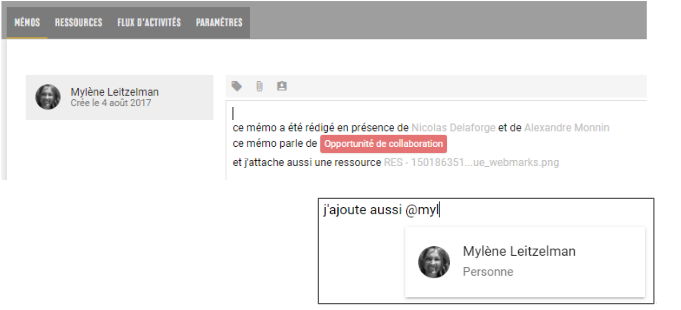 MÉMOS RESSOURCES FLUX D'ACTIVITÉS PARAMÈTRES
Mylène Leitzelman
Crée le 4 août 2017
ce mémo a été rédigé en présence de Nicolas Delaforge et de Alexandre Monnin
ce mémo parle de Opportunité de collaboration
et j'attache aussi une ressource RES - 150186351...ue_webmarks.png
j'ajoute aussi @myl
Mylène Leitzelman
Personne